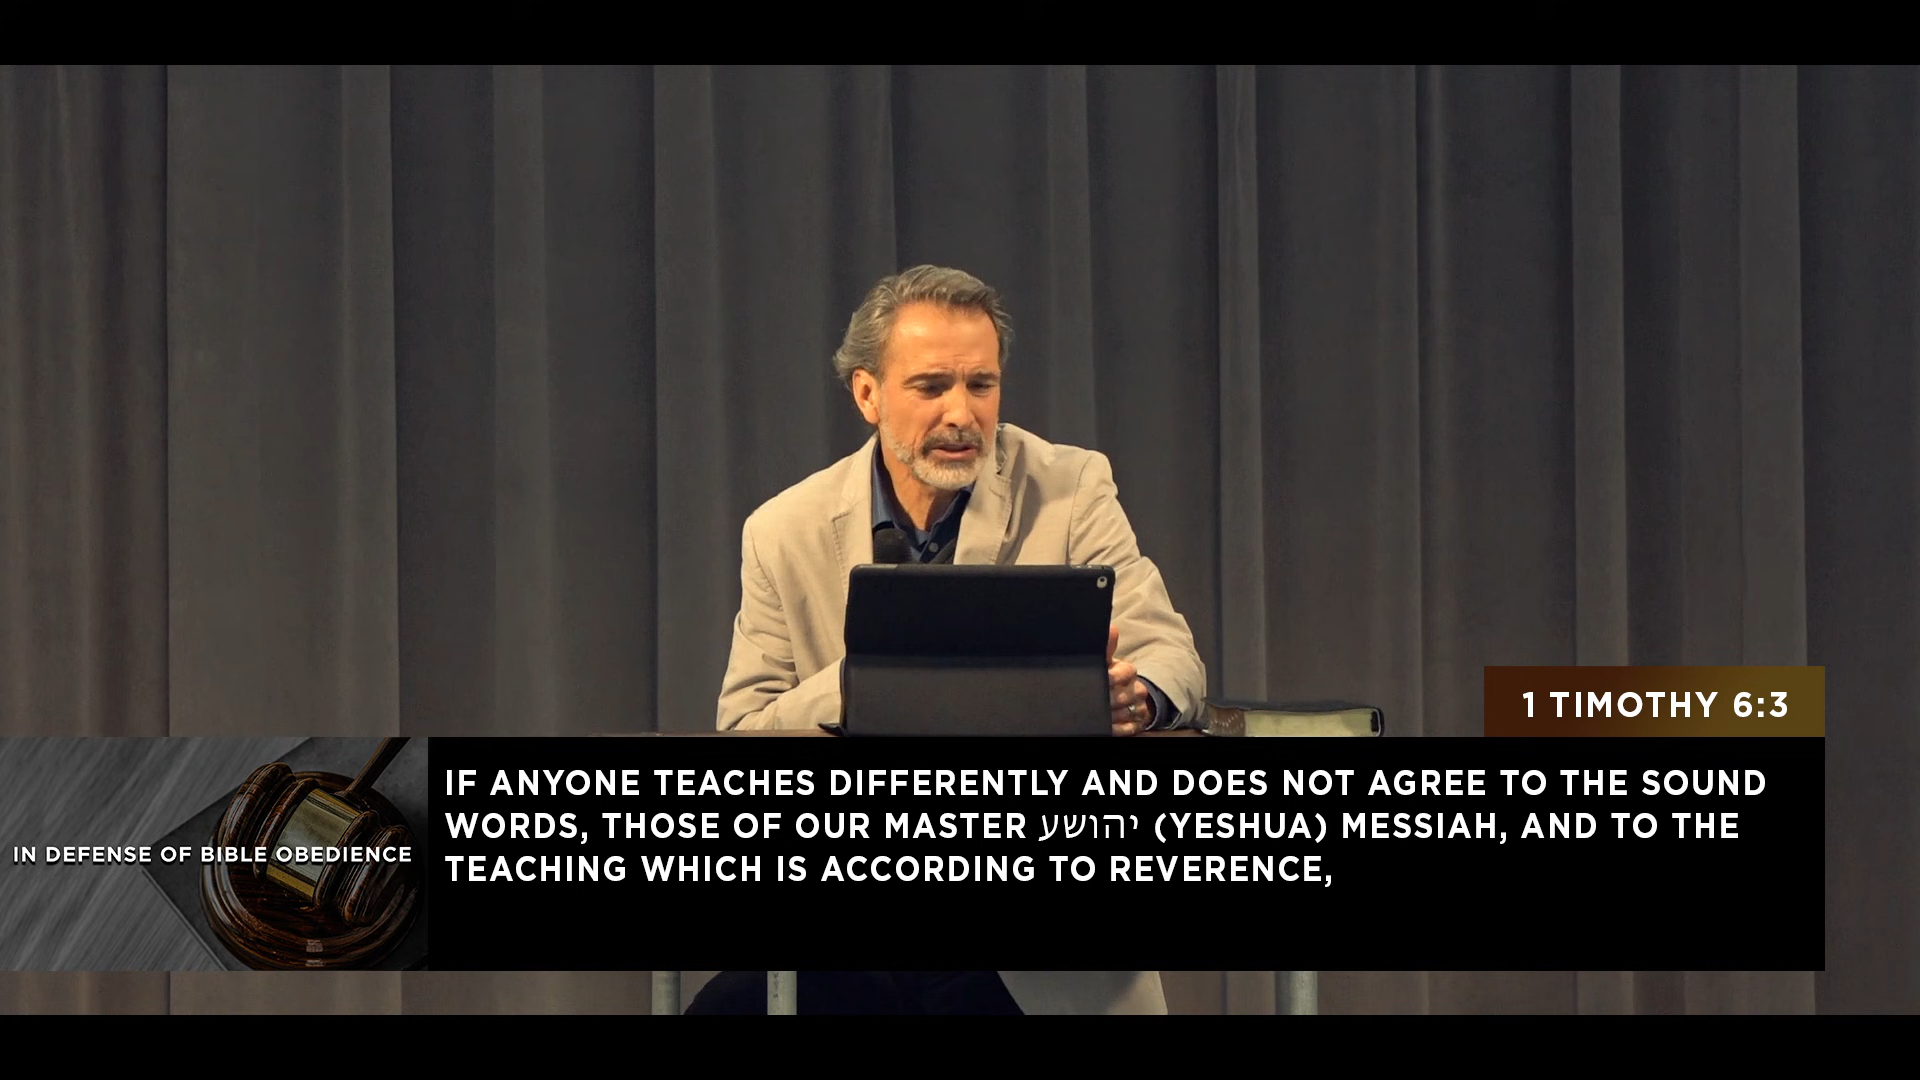 1 TIMOTHY 6:3
IF ANYONE TEACHES DIFFERENTLY AND DOES NOT AGREE TO THE SOUND
WORDS, THOSE OF OUR MASTER יהושע (YESHUA) MESSIAH, AND TO THE
TEACHING WHICH IS ACCORDING TO REVERENCE,
IN DEFENSE OF BIBLE OBEDIENCE